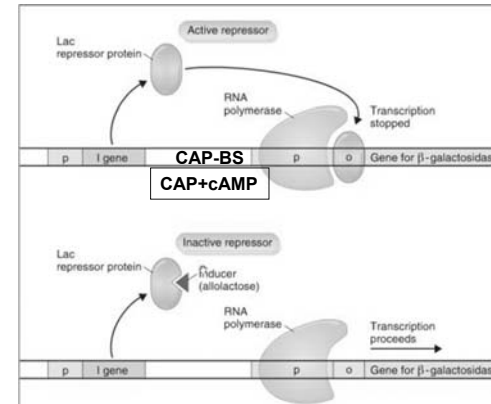 Active repressor
Lac
repressor protein
RNA
polymerase
Transcription
stopped
p
I gene
CAP-BS
p
o
Gene for β-galactosidas
CAP+cAMP
Inactive repressor
Lac
repressor protein
inducer
(allolactose)
RNA
polymerase
Transcription
proceeds
p
I gene
p
o
Gene for β-galactosidas